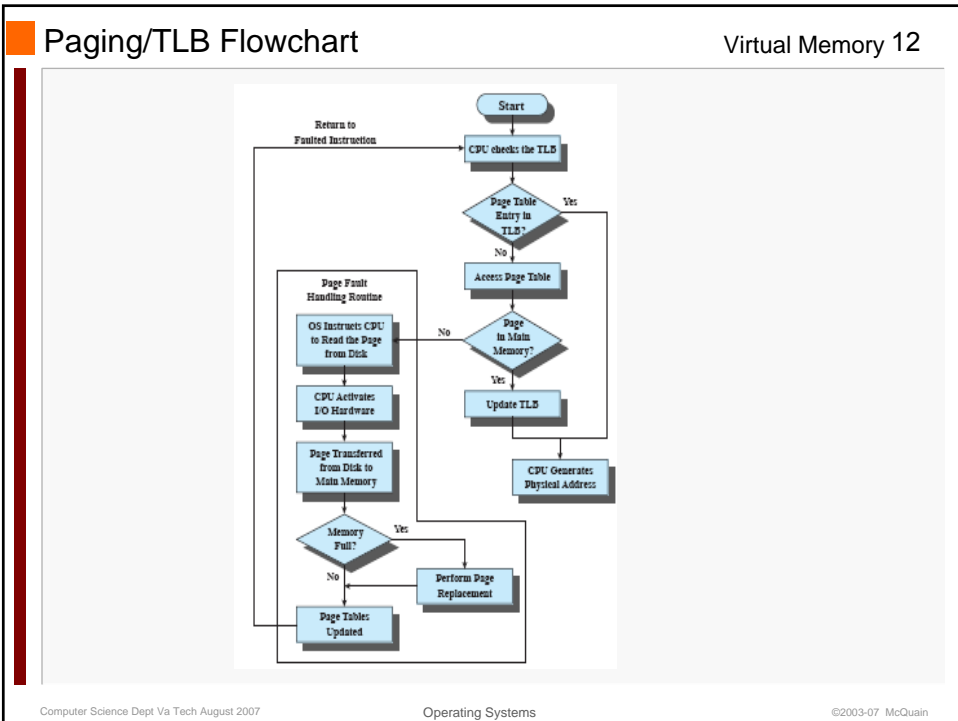 Paging/TLB Flowchart
Virtual Memory 12
Start
Return to
Faulted Instruction
CPU checks the TLB
Page Table
Entry in
TLB?
Yes
No
Access Page Table
Page Fault
Handling Routine
OS Instructs CPU
to Read the Page
from Disk
No
Page
in Main
Memory?
Yes
CPU Activates
I/O Hardware
Update TLB
Page Transferred
from Disk to
Main Memory
CPU Generates
Physical Address
Memory
Full?
Yes
No
Perform Page
Replacement
Page Tables
Updated
Computer Science Dept Va Tech August 2007
Operating Systems
©2003-07 McQuain